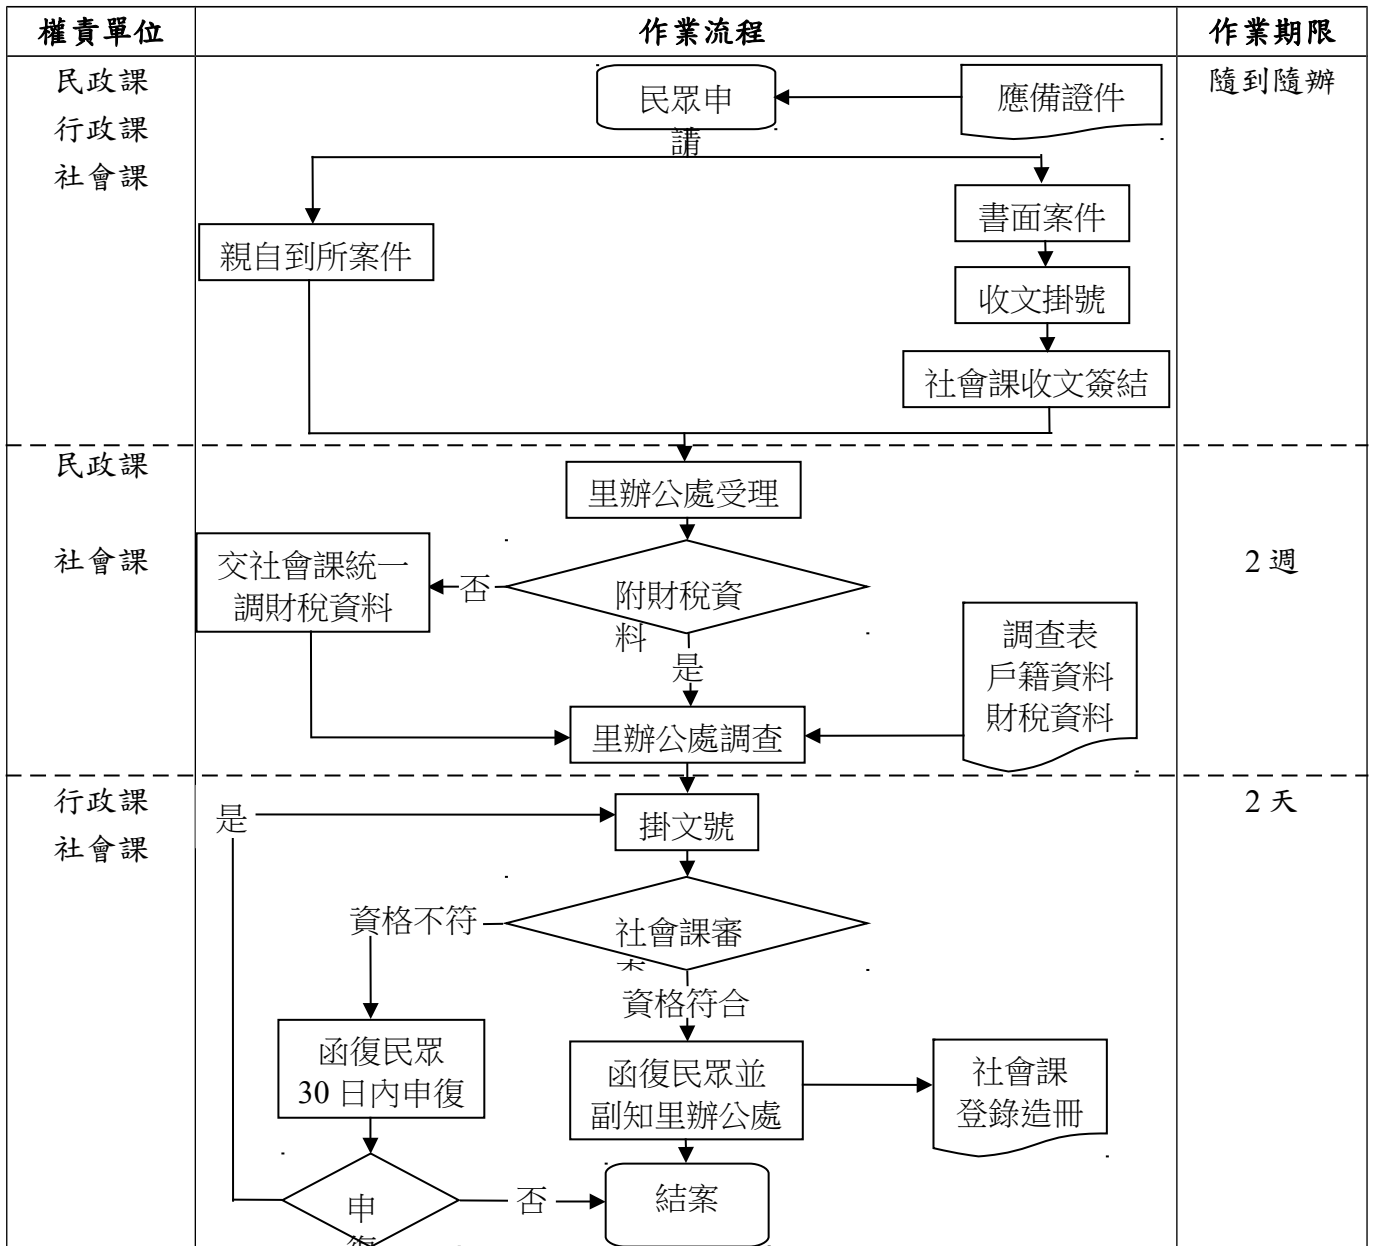 權責單位
作業流程
作業期限
民政課
行政課
社會課
民眾申
請
應備證件
隨到隨辦
親自到所案件
書面案件
收文掛號
社會課收文簽結
民政課
社會課
里辦公處受理
2 週
交社會課統一
調財稅資料
否
附財稅資
料
是
調查表
戶籍資料
財稅資料
里辦公處調查
行政課
社會課
2 天
是
掛文號
資格不符
社會課審
資格符合
函復民眾
30 日內申復
函復民眾並
副知里辦公處
社會課
登錄造冊
申
復
否
結案